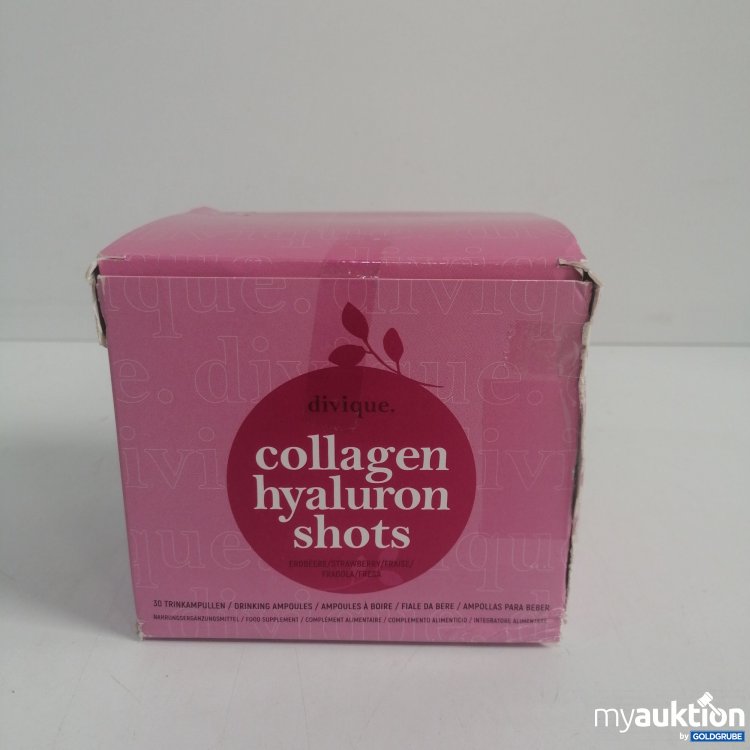 divique.
collagen
hyaluron
shots
ERDBEERE/STRAWBERRY/FRAISE/
FRAGOLA/FRESA
30 TRINKAMPULLEN / DRINKING AMPOULES / AMPOULES À BOIRE / FIALE DA BERE / AMPOLLAS PARA BEBER
NAHRUNGSERGÄNZUNGSMITTEL / FOOD SUPPLEMENT / COMPLÉMENT ALIMENTAIRE / COMPLEMENTO ALIMENTICIO / INTEGRATORE ALIMENTARE
myauktion
by GOLDGRUBE